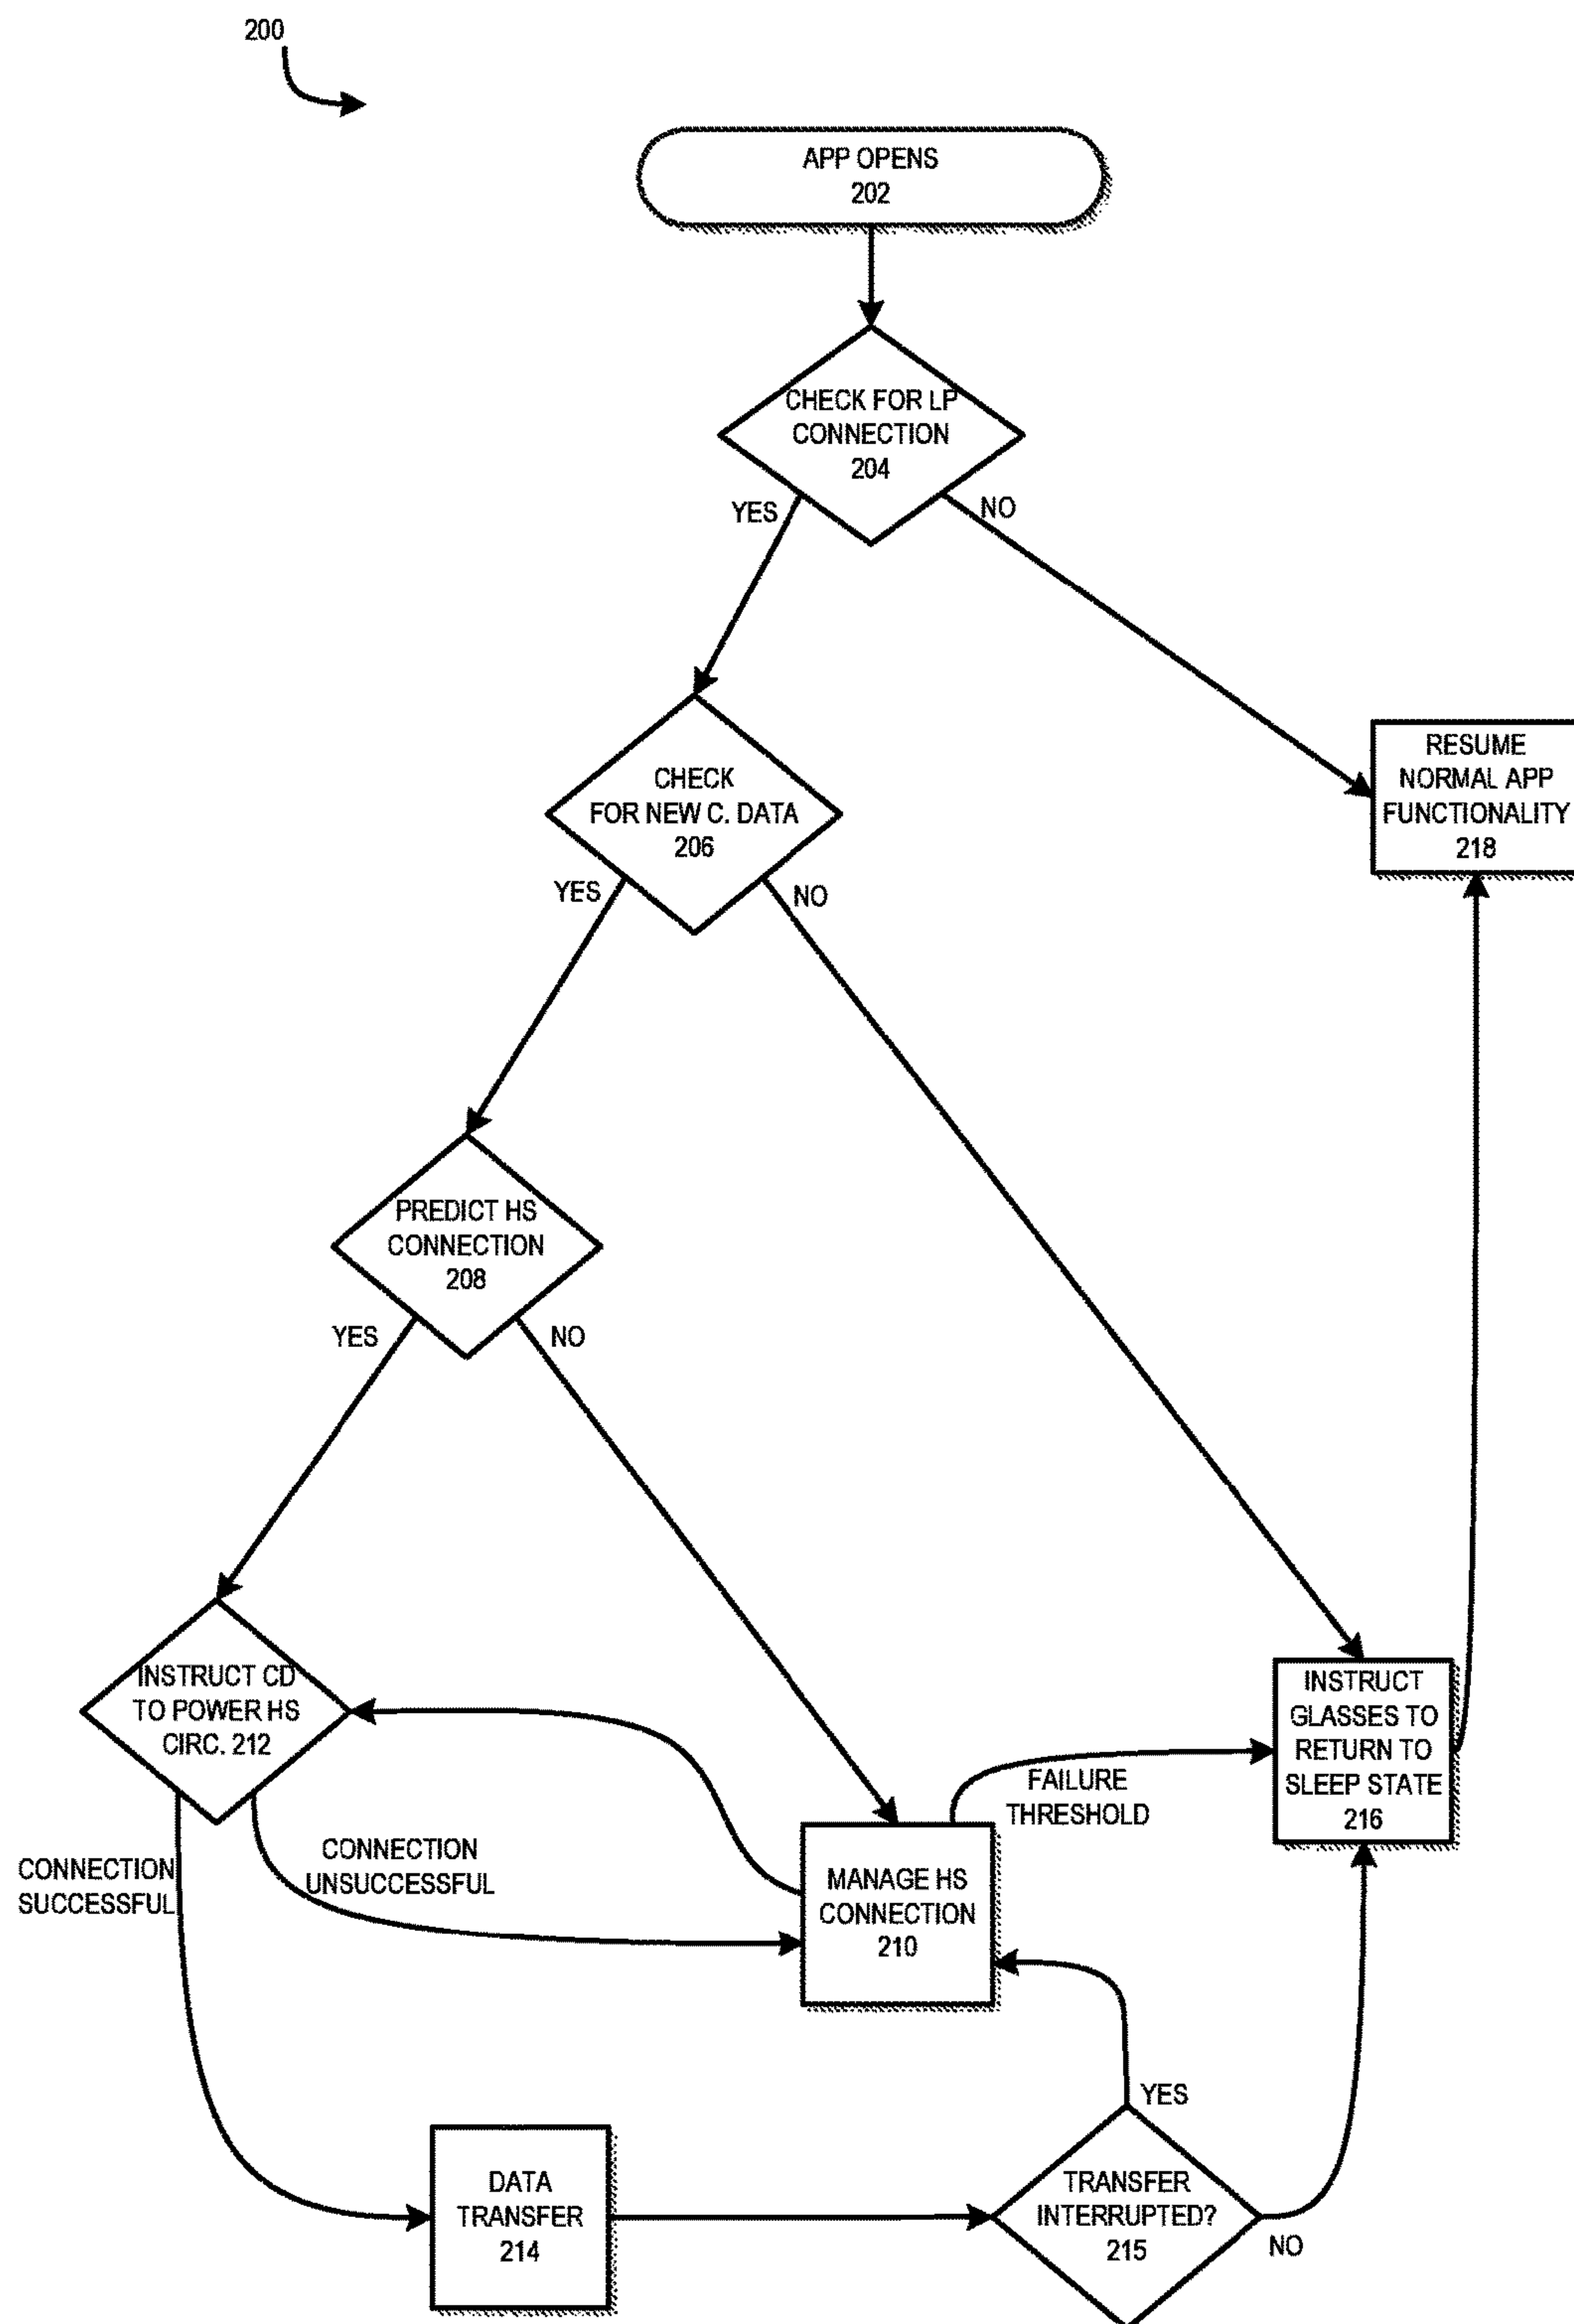 200
APP OPENS
202
CHECK FOR LP
CONNECTION
204
YES
NO
RESUME
NORMAL APP
FUNCTIONALITY
218
CHECK
FOR NEW C. DATA
206
YES
NO
PREDICT HS
CONNECTION
208
YES
NO
INSTRUCT CD
TO POWER HS
CIRC. 212
INSTRUCT
GLASSES TO
RETURN TO
SLEEP STATE
216
FAILURE
THRESHOLD
CONNECTION
SUCCESSFUL
CONNECTION
UNSUCCESSFUL
MANAGE HS
CONNECTION
210
YES
DATA
TRANSFER
214
TRANSFER
INTERRUPTED?
215
NO